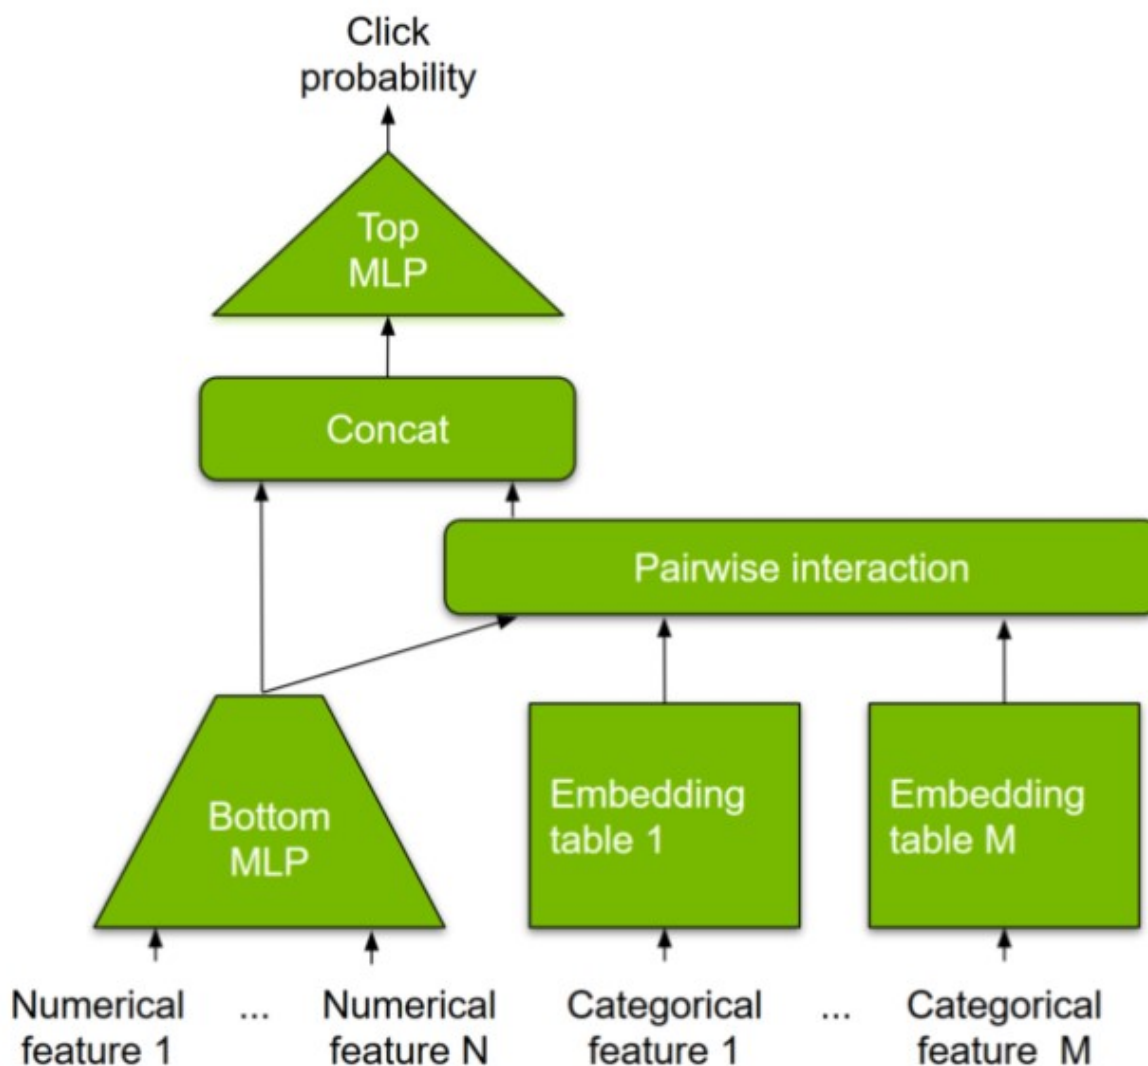 Click
probability
Top
MLP
Concat
Pairwise interaction
Bottom
MLP
Embedding
table 1
Embedding
table M
Numerical
feature 1
...
Numerical
feature N
Categorical
feature 1
...
Categorical
feature M